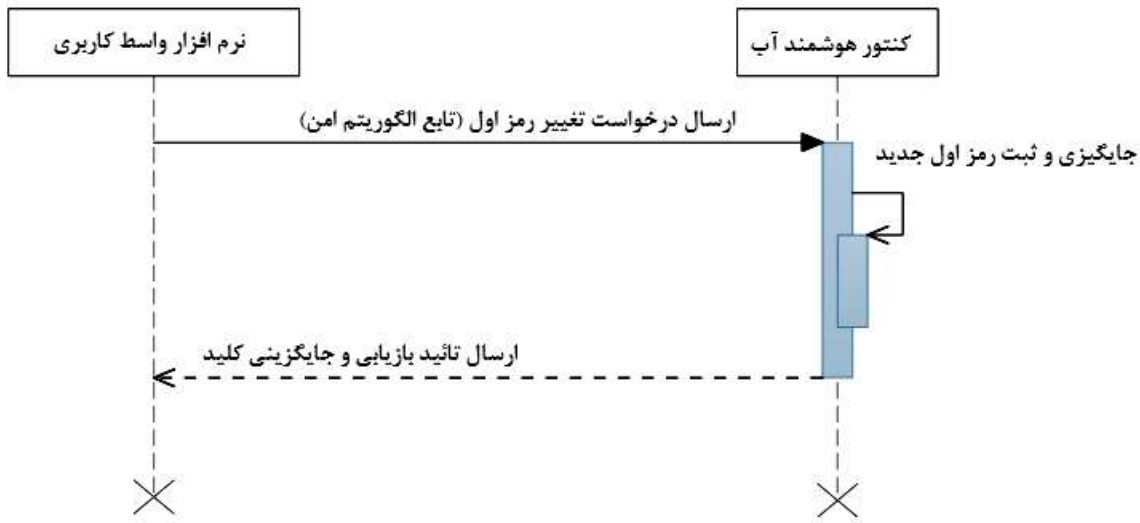 نرم افزار واسط کاربری
کنتور هوشمند آب
ارسال درخواست تغییر رمز اول (تابع الگوریتم امن)
جایگیزی و ثبت رمز اول جدید
ارسال تائید بازیابی و جایگزینی کلید